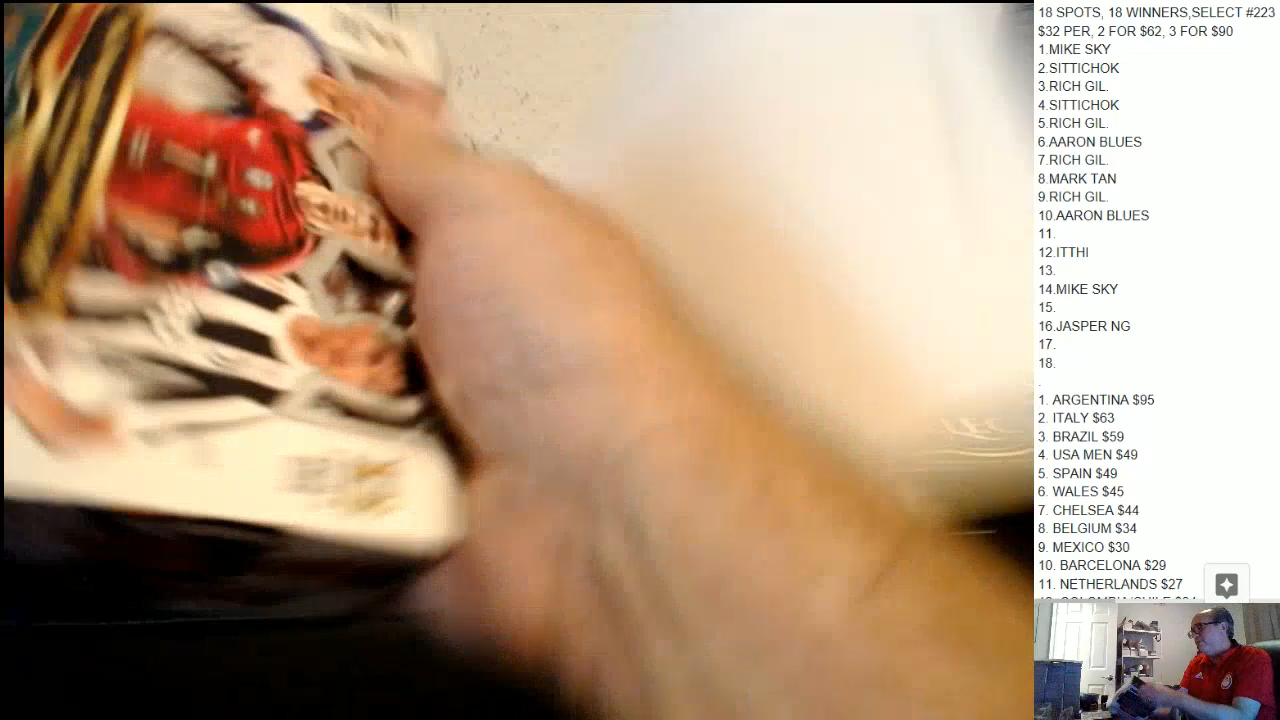 18 SPOTS, 18 WINNERS,SELECT #223
$32 PER, 2 FOR $62, 3 FOR $90
1.MIKE SKY
2.SITTICHOK
3.RICH GIL.
4.SITTICHOK
5.RICH GIL.
6.AARON BLUES
7.RICH GIL.
8.MARK TAN
9.RICH GIL.
10.AARON BLUES
11.
12.ITTHI
13.
14.MIKE SKY
15.
16.JASPER NG
17.
18.
.
1. ARGENTINA $95
2. ITALY $63
3. BRAZIL $59
4. USA MEN $49
5. SPAIN $49
6. WALES $45
7. CHELSEA $44
8. BELGIUM $34
9. MEXICO $30
10. BARCELONA $29
11. NETHERLANDS $27